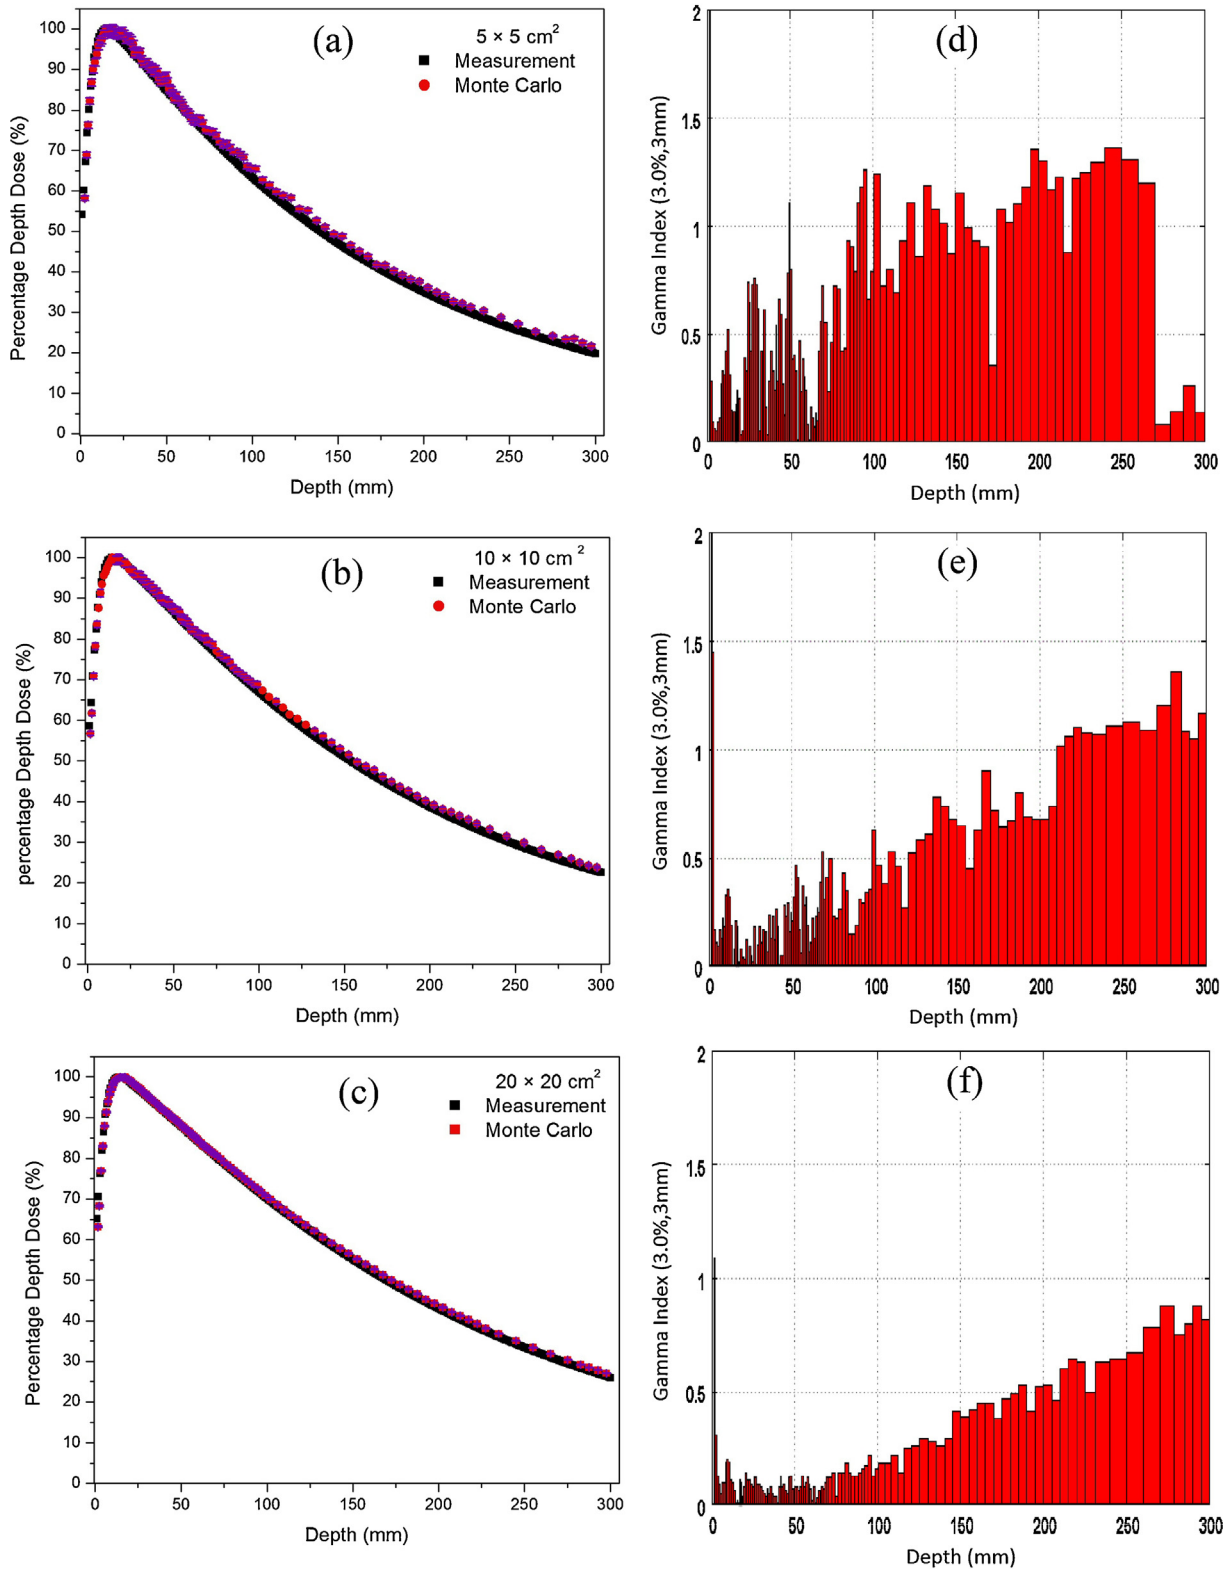 (a)
5 × 5 cm²
Measurement
Monte Carlo
Percentage Depth Dose (%)
100
90
80
70
60
50
40
30
20
10
0
0 50 100 150 200 250 300
Depth (mm)
(d)
Gamma Index (3.0%,3mm)
2
1.5
1
0.5
0
0 50 100 150 200 250 300
Depth (mm)
(b)
10 × 10 cm ²
Measurement
Monte Carlo
percentage Depth Dose (%)
100
90
80
70
60
50
40
30
20
10
0
0 50 100 150 200 250 300
Depth (mm)
(e)
Gamma Index (3.0%,3mm)
2
1.5
1
0.5
0
0 50 100 150 200 250 300
Depth (mm)
(c)
20 × 20 cm²
Measurement
Monte Carlo
Percentage Depth Dose (%)
100
90
80
70
60
50
40
30
20
10
0
0 50 100 150 200 250 300
Depth (mm)
(f)
Gamma Index (3.0%,3mm)
2
1.5
1
0.5
0
0 50 100 150 200 250 300
Depth (mm)